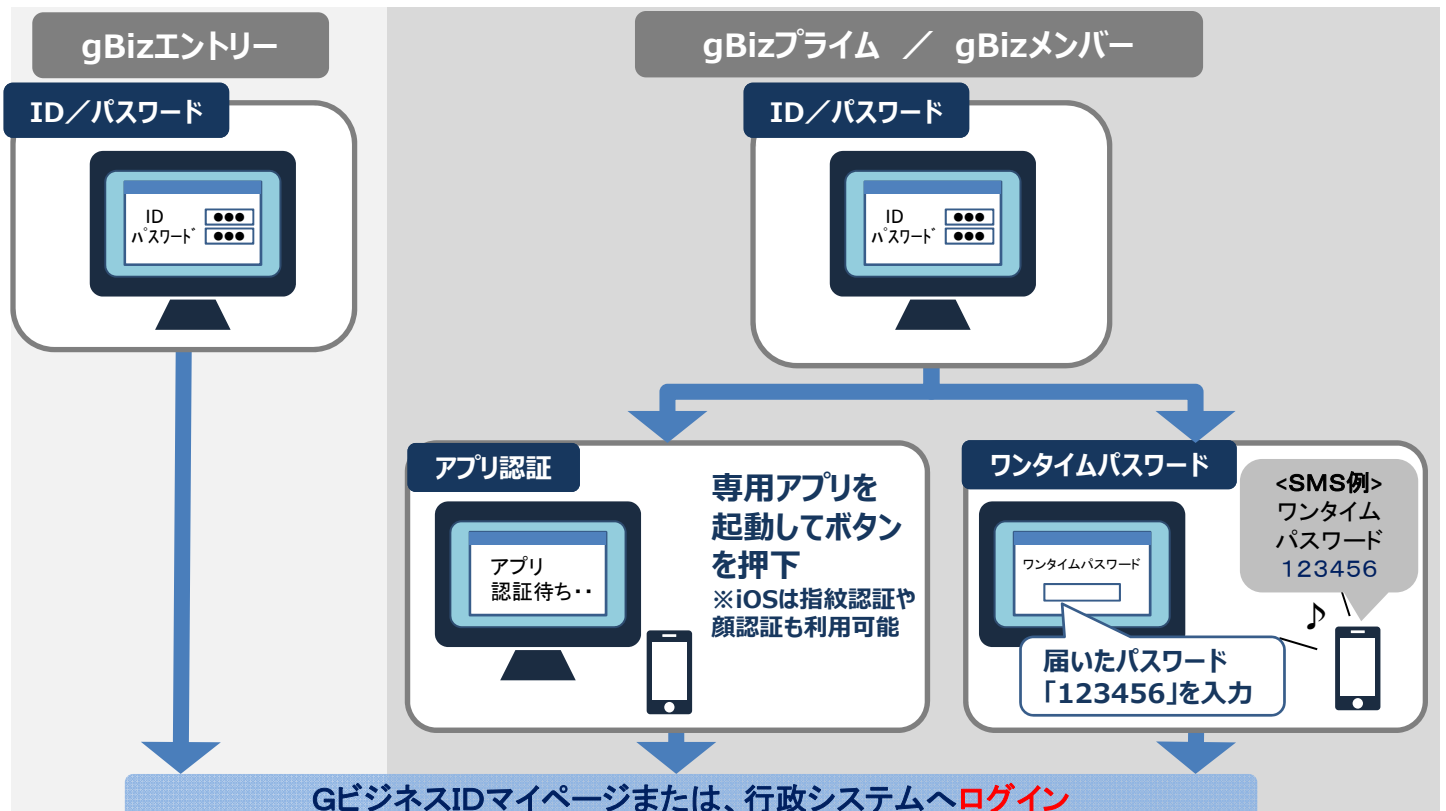 gBizエントリー
ID／パスワード
ID ●●●
パスワード ●●●
gBizプライム ／ gBizメンバー
ID／パスワード
ID ●●●
パスワード ●●●
アプリ認証
アプリ
認証待ち・・
専用アプリを
起動してボタン
を押下
※iOSは指紋認証や
顔認証も利用可能
ワンタイムパスワード
ワンタイムパスワード
<SMS例>
ワンタイム
パスワード
123456
♪
届いたパスワード
「123456」を入力
GビジネスIDマイページまたは、行政システムへログイン